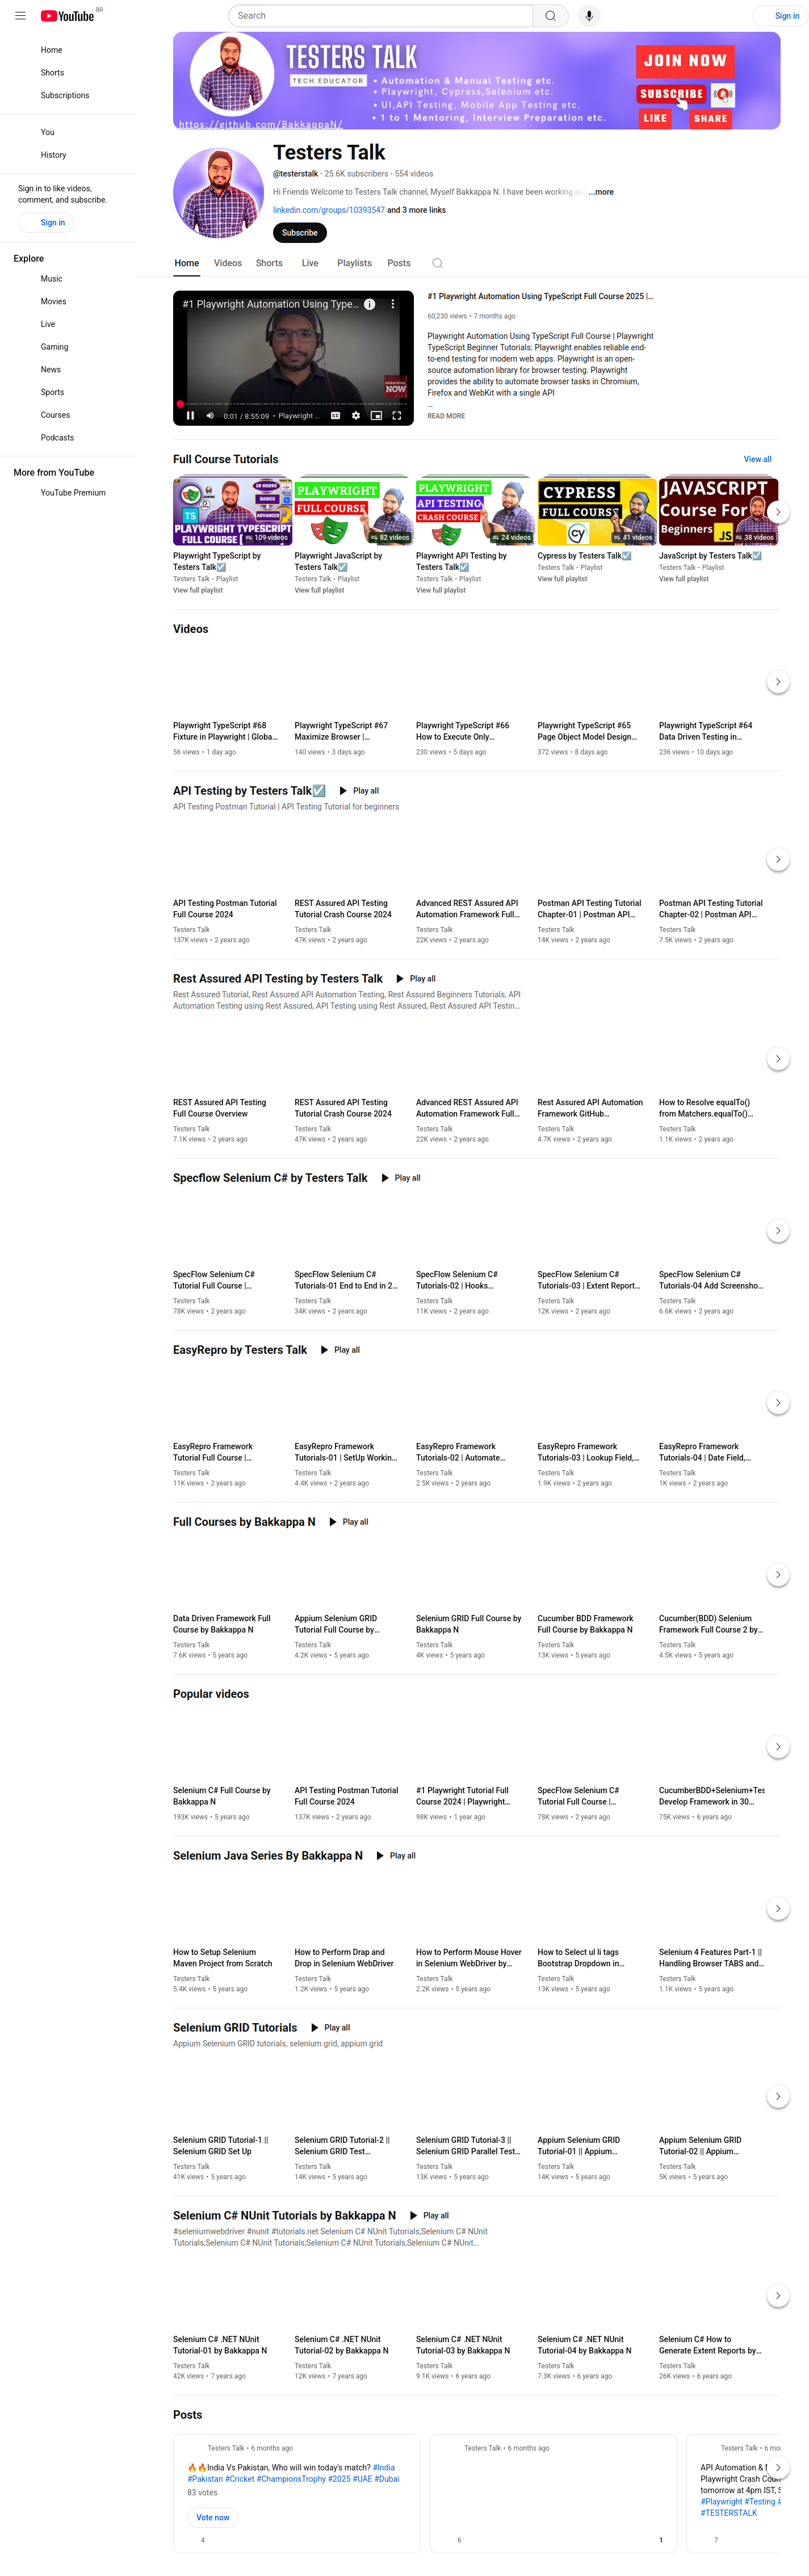 YouTube BR
Search
Sign in
Home
Shorts
Subscriptions
You
History
Sign in to like videos,
comment, and subscribe.
Sign in
Explore
Music
Movies
Live
Gaming
News
Sports
Courses
Podcasts
More from YouTube
YouTube Premium
TESTERS TALK
TECH EDUCATOR
• Automation & Manual Testing etc.
• Playwright, Cypress,Selenium etc.
• UI,API Testing, Mobile App Testing etc.
• 1 to 1 Mentoring, Interview Preparation etc.
https://github.com/BakkappaN/
JOIN NOW
SUBSCRIBE
LIKE
SHARE
Testers Talk
@testerstalk • 25.6K subscribers • 554 videos
Hi Friends Welcome to Testers Talk channel, Myself Bakkappa N. I have been working as ...more
linkedin.com/groups/10393547 and 3 more links
Subscribe
Home Videos Shorts Live Playlists Posts
#1 Playwright Automation Using Type...
SUBSCRIBE
NOW
0:01 / 8:55:09 • Playwright ...
#1 Playwright Automation Using TypeScript Full Course 2025 |...
60,230 views • 7 months ago
Playwright Automation Using TypeScript Full Course | Playwright
TypeScript Beginner Tutorials: Playwright enables reliable end-
to-end testing for modern web apps. Playwright is an open-
source automation library for browser testing. Playwright
provides the ability to automate browser tasks in Chromium,
Firefox and WebKit with a single API
...
READ MORE
Full Course Tutorials
View all
20 HOURS
BASICS
ADVANCED
TS
PLAYWRIGHT TYPESCRIPT
FULL COURSE
109 videos
Playwright TypeScript by
Testers Talk☑️
Testers Talk • Playlist
View full playlist
PLAYWRIGHT
FULL COURSE
82 videos
Playwright JavaScript by
Testers Talk☑️
Testers Talk • Playlist
View full playlist
PLAYWRIGHT
API TESTING
CRASH COURSE
24 videos
Playwright API Testing by
Testers Talk☑️
Testers Talk • Playlist
View full playlist
CYPRESS
FULL COURSE
cy
41 videos
Cypress by Testers Talk☑️
Testers Talk • Playlist
View full playlist
JAVASCRIPT
Course For
Beginners
JS
38 videos
JavaScript by Testers Talk☑️
Testers Talk • Playlist
View full playlist
Videos
Playwright TypeScript #68
Fixture in Playwright | Globa...
56 views • 1 day ago
Playwright TypeScript #67
Maximize Browser |...
140 views • 3 days ago
Playwright TypeScript #66
How to Execute Only...
230 views • 5 days ago
Playwright TypeScript #65
Page Object Model Design...
372 views • 8 days ago
Playwright TypeScript #64
Data Driven Testing in...
236 views • 10 days ago
API Testing by Testers Talk☑️ Play all
API Testing Postman Tutorial | API Testing Tutorial for beginners
API Testing Postman Tutorial
Full Course 2024
Testers Talk
137K views • 2 years ago
REST Assured API Testing
Tutorial Crash Course 2024
Testers Talk
47K views • 2 years ago
Advanced REST Assured API
Automation Framework Full...
Testers Talk
22K views • 2 years ago
Postman API Testing Tutorial
Chapter-01 | Postman API...
Testers Talk
14K views • 2 years ago
Postman API Testing Tutorial
Chapter-02 | Postman API...
Testers Talk
7.5K views • 2 years ago
Rest Assured API Testing by Testers Talk Play all
Rest Assured Tutorial, Rest Assured API Automation Testing, Rest Assured Beginners Tutorials, API
Automation Testing using Rest Assured, API Testing using Rest Assured, Rest Assured API Testin...
REST Assured API Testing
Full Course Overview
Testers Talk
7.1K views • 2 years ago
REST Assured API Testing
Tutorial Crash Course 2024
Testers Talk
47K views • 2 years ago
Advanced REST Assured API
Automation Framework Full...
Testers Talk
22K views • 2 years ago
Rest Assured API Automation
Framework GitHub...
Testers Talk
4.7K views • 2 years ago
How to Resolve equalTo()
from Matchers.equalTo()...
Testers Talk
1.1K views • 2 years ago
Specflow Selenium C# by Testers Talk Play all
SpecFlow Selenium C#
Tutorial Full Course |...
Testers Talk
78K views • 2 years ago
SpecFlow Selenium C#
Tutorials-01 End to End in 2...
Testers Talk
34K views • 2 years ago
SpecFlow Selenium C#
Tutorials-02 | Hooks...
Testers Talk
11K views • 2 years ago
SpecFlow Selenium C#
Tutorials-03 | Extent Report...
Testers Talk
12K views • 2 years ago
SpecFlow Selenium C#
Tutorials-04 Add Screensho...
Testers Talk
6.6K views • 2 years ago
EasyRepro by Testers Talk Play all
EasyRepro Framework
Tutorial Full Course |...
Testers Talk
11K views • 2 years ago
EasyRepro Framework
Tutorials-01 | SetUp Workin...
Testers Talk
4.4K views • 2 years ago
EasyRepro Framework
Tutorials-02 | Automate...
Testers Talk
2.5K views • 2 years ago
EasyRepro Framework
Tutorials-03 | Lookup Field,...
Testers Talk
1.9K views • 2 years ago
EasyRepro Framework
Tutorials-04 | Date Field,...
Testers Talk
1K views • 2 years ago
Full Courses by Bakkappa N Play all
Data Driven Framework Full
Course by Bakkappa N
Testers Talk
7.6K views • 5 years ago
Appium Selenium GRID
Tutorial Full Course by...
Testers Talk
4.2K views • 5 years ago
Selenium GRID Full Course by
Bakkappa N
Testers Talk
4K views • 5 years ago
Cucumber BDD Framework
Full Course by Bakkappa N
Testers Talk
13K views • 5 years ago
Cucumber(BDD) Selenium
Framework Full Course 2 by...
Testers Talk
4.5K views • 5 years ago
Popular videos
Selenium C# Full Course by
Bakkappa N
193K views • 5 years ago
API Testing Postman Tutorial
Full Course 2024
137K views • 2 years ago
#1 Playwright Tutorial Full
Course 2024 | Playwright...
98K views • 1 year ago
SpecFlow Selenium C#
Tutorial Full Course |...
78K views • 2 years ago
CucumberBDD+Selenium+Tes
Develop Framework in 30...
75K views • 6 years ago
Selenium Java Series By Bakkappa N Play all
How to Setup Selenium
Maven Project from Scratch
Testers Talk
5.4K views • 5 years ago
How to Perform Drap and
Drop in Selenium WebDriver
Testers Talk
1.2K views • 5 years ago
How to Perform Mouse Hover
in Selenium WebDriver by...
Testers Talk
2.2K views • 5 years ago
How to Select ul li tags
Bootstrap Dropdown in...
Testers Talk
13K views • 5 years ago
Selenium 4 Features Part-1 ||
Handling Browser TABS and...
Testers Talk
1.1K views • 5 years ago
Selenium GRID Tutorials Play all
Appium Selenium GRID tutorials, selenium grid, appium grid
Selenium GRID Tutorial-1 ||
Selenium GRID Set Up
Testers Talk
41K views • 5 years ago
Selenium GRID Tutorial-2 ||
Selenium GRID Test...
Testers Talk
14K views • 5 years ago
Selenium GRID Tutorial-3 ||
Selenium GRID Parallel Test...
Testers Talk
13K views • 5 years ago
Appium Selenium GRID
Tutorial-01 || Appium...
Testers Talk
14K views • 5 years ago
Appium Selenium GRID
Tutorial-02 || Appium...
Testers Talk
5K views • 5 years ago
Selenium C# NUnit Tutorials by Bakkappa N Play all
#seleniumwebdriver #nunit #tutorials.net Selenium C# NUnit Tutorials,Selenium C# NUnit
Tutorials,Selenium C# NUnit Tutorials,Selenium C# NUnit Tutorials,Selenium C# NUnit...
Selenium C# .NET NUnit
Tutorial-01 by Bakkappa N
Testers Talk
42K views • 7 years ago
Selenium C# .NET NUnit
Tutorial-02 by Bakkappa N
Testers Talk
12K views • 7 years ago
Selenium C# .NET NUnit
Tutorial-03 by Bakkappa N
Testers Talk
9.1K views • 6 years ago
Selenium C# .NET NUnit
Tutorial-04 by Bakkappa N
Testers Talk
7.3K views • 6 years ago
Selenium C# How to
Generate Extent Reports by...
Testers Talk
26K views • 6 years ago
Posts
Testers Talk • 6 months ago
🔥🔥India Vs Pakistan, Who will win today's match? #India
#Pakistan #Cricket #ChampionsTrophy #2025 #UAE #Dubai
83 votes
Vote now
4
Testers Talk • 6 months ago
6
1
Testers Talk • 6 mon
API Automation &
Playwright Crash Cou
tomorrow at 4pm IST, S
#Playwright #Testing #
#TESTERSTALK
7